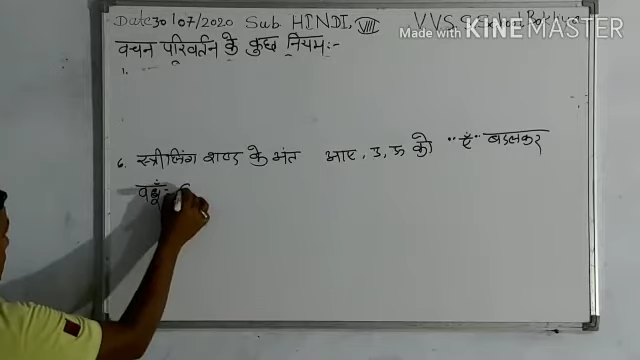 Date 30/07/2020 Sub HINDI, VIII VVS
Made with KINEMASTER
वचन परिवर्तन के कुछ नियम:-
1.
6. स्त्रीलिंग शब्द के अंत आए, उ, ऊ को "एँ" बदलकर